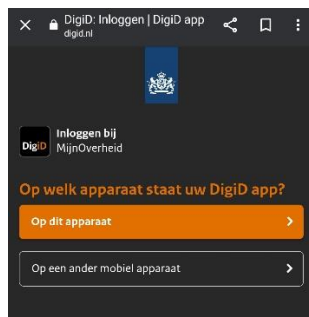 DigiD: Inloggen | DigiD app
digid.nl
DigiD
Inloggen bij
MijnOverheid
Op welk apparaat staat uw DigiD app?
Op dit apparaat
Op een ander mobiel apparaat